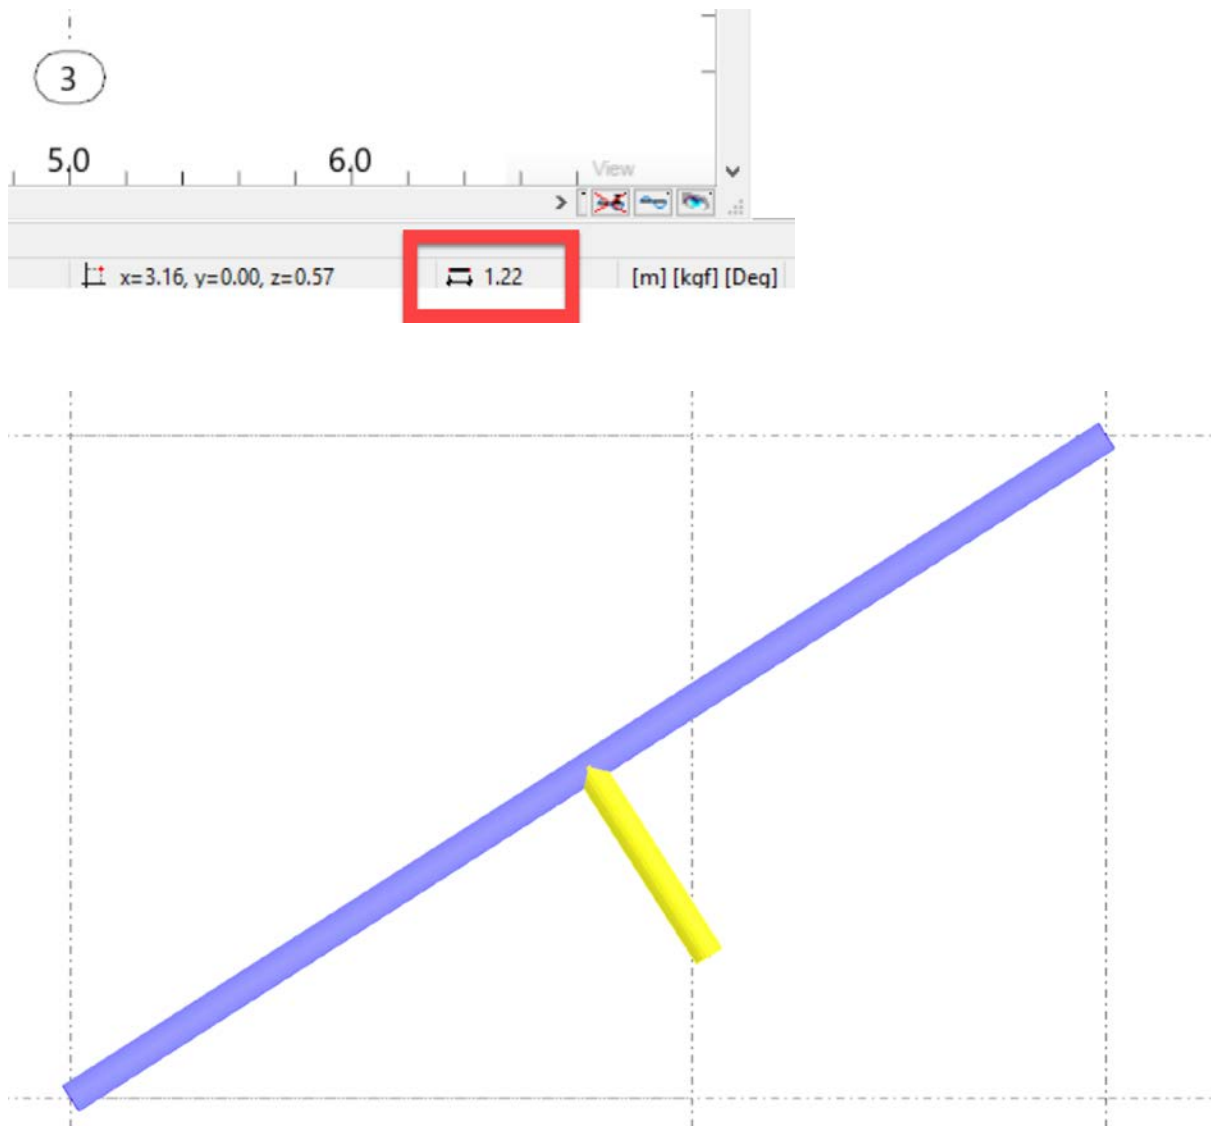 3
5,0 6,0
View
x=3.16, y=0.00, z=0.57 1.22 [m] [kgf] [Deg]